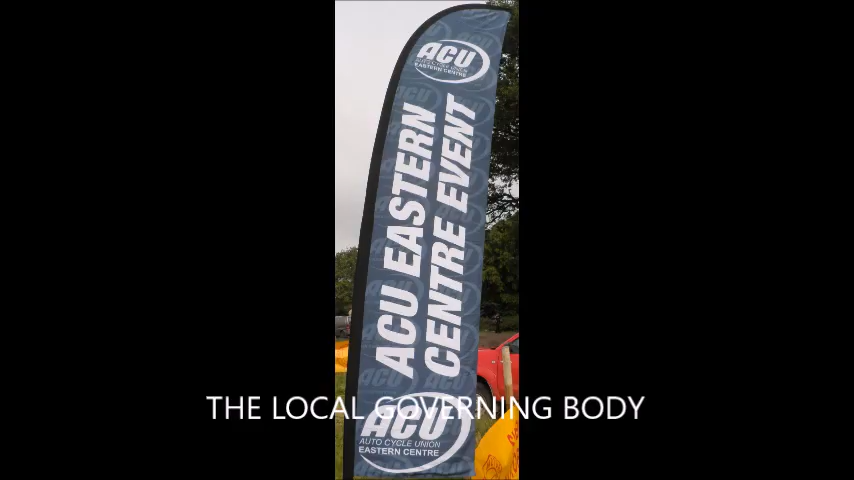 ACU
AUTO CYCLE UNION
EASTERN CENTRE
ACU EASTERN
CENTRE EVENT
THE LOCAL GOVERNING BODY
ACU
AUTO CYCLE UNION
EASTERN CENTRE